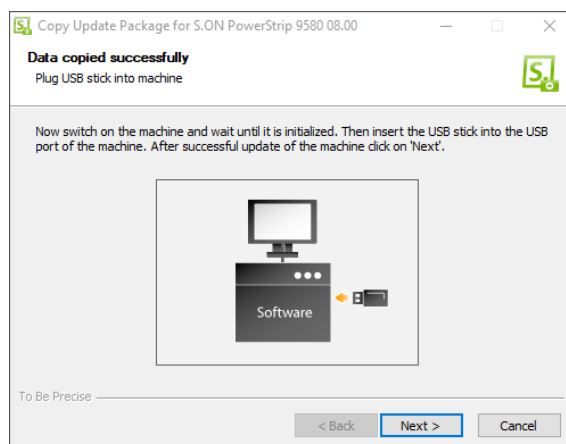 Copy Update Package for S.ON PowerStrip 9580 08.00
Data copied successfully
Plug USB stick into machine
S.
Now switch on the machine and wait until it is initialized. Then insert the USB stick into the USB
port of the machine. After successful update of the machine click on 'Next'.
Software
To Be Precise
< Back
Next >
Cancel